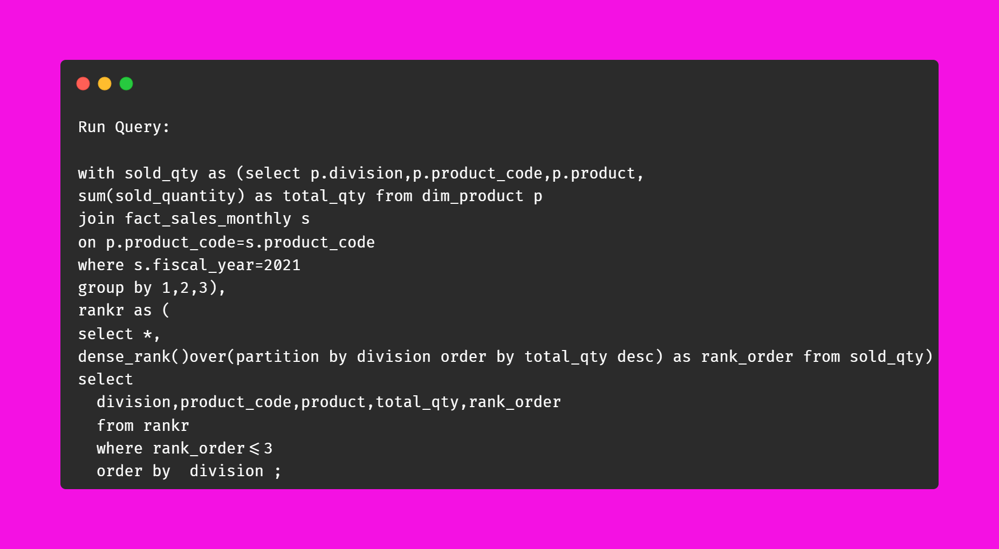 Run Query:
with sold_qty as (select p.division,p.product_code,p.product,
sum(sold_quantity) as total_qty from dim_product p
join fact_sales_monthly s
on p.product_code=s.product_code
where s.fiscal_year=2021
group by 1,2,3),
rankr as (
select *,
dense_rank()over(partition by division order by total_qty desc) as rank_order from sold_qty)
select
  division,product_code,product,total_qty,rank_order
  from rankr
  where rank_order<=3
  order by  division ;